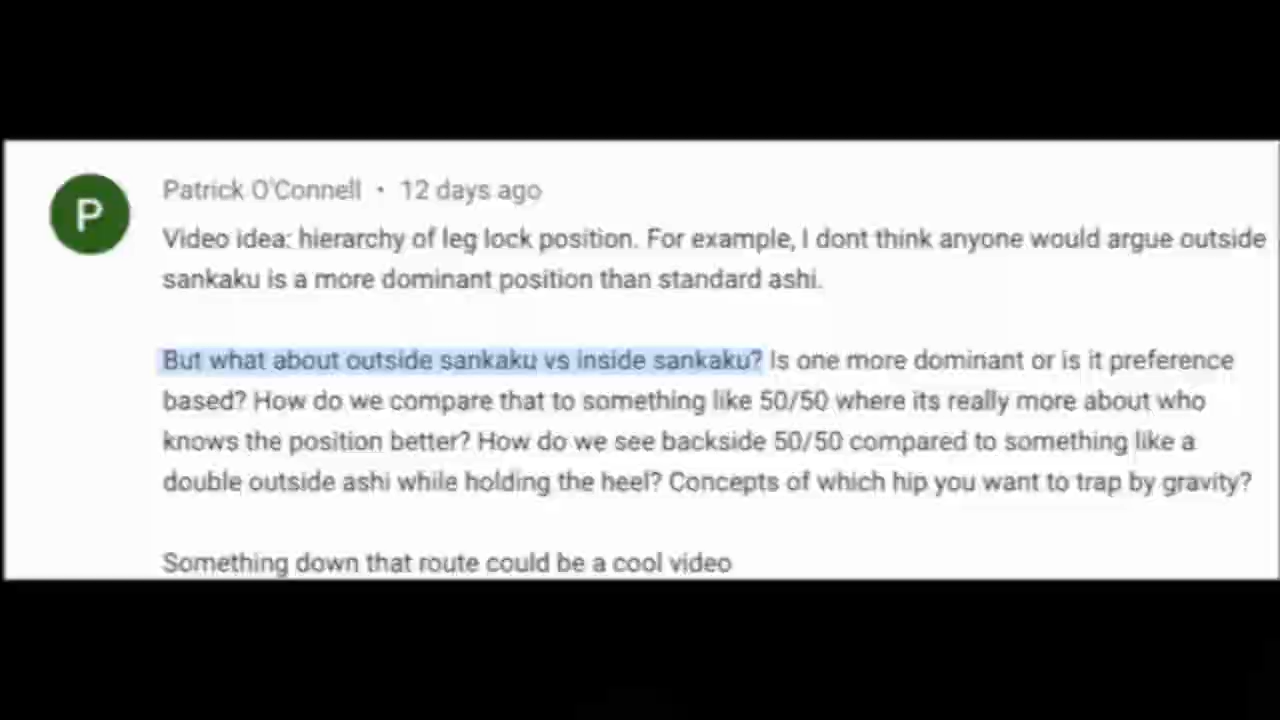 P
Patrick O'Connell • 12 days ago
Video idea: hierarchy of leg lock position. For example, I dont think anyone would argue outside
sankaku is a more dominant position than standard ashi.
But what about outside sankaku vs inside sankaku? Is one more dominant or is it preference
based? How do we compare that to something like 50/50 where its really more about who
knows the position better? How do we see backside 50/50 compared to something like a
double outside ashi while holding the heel? Concepts of which hip you want to trap by gravity?
Something down that route could be a cool video